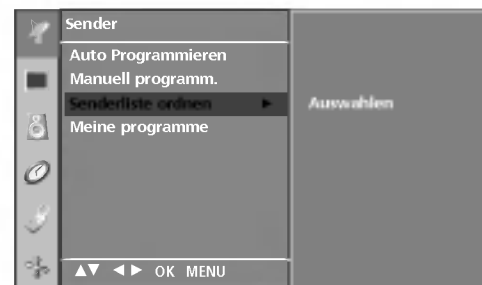 Sender
Auto Programmieren
Manuell programm.
Senderliste ordnen ►
Auswahlen
Meine programme
▲▼ ◄► OK MENU